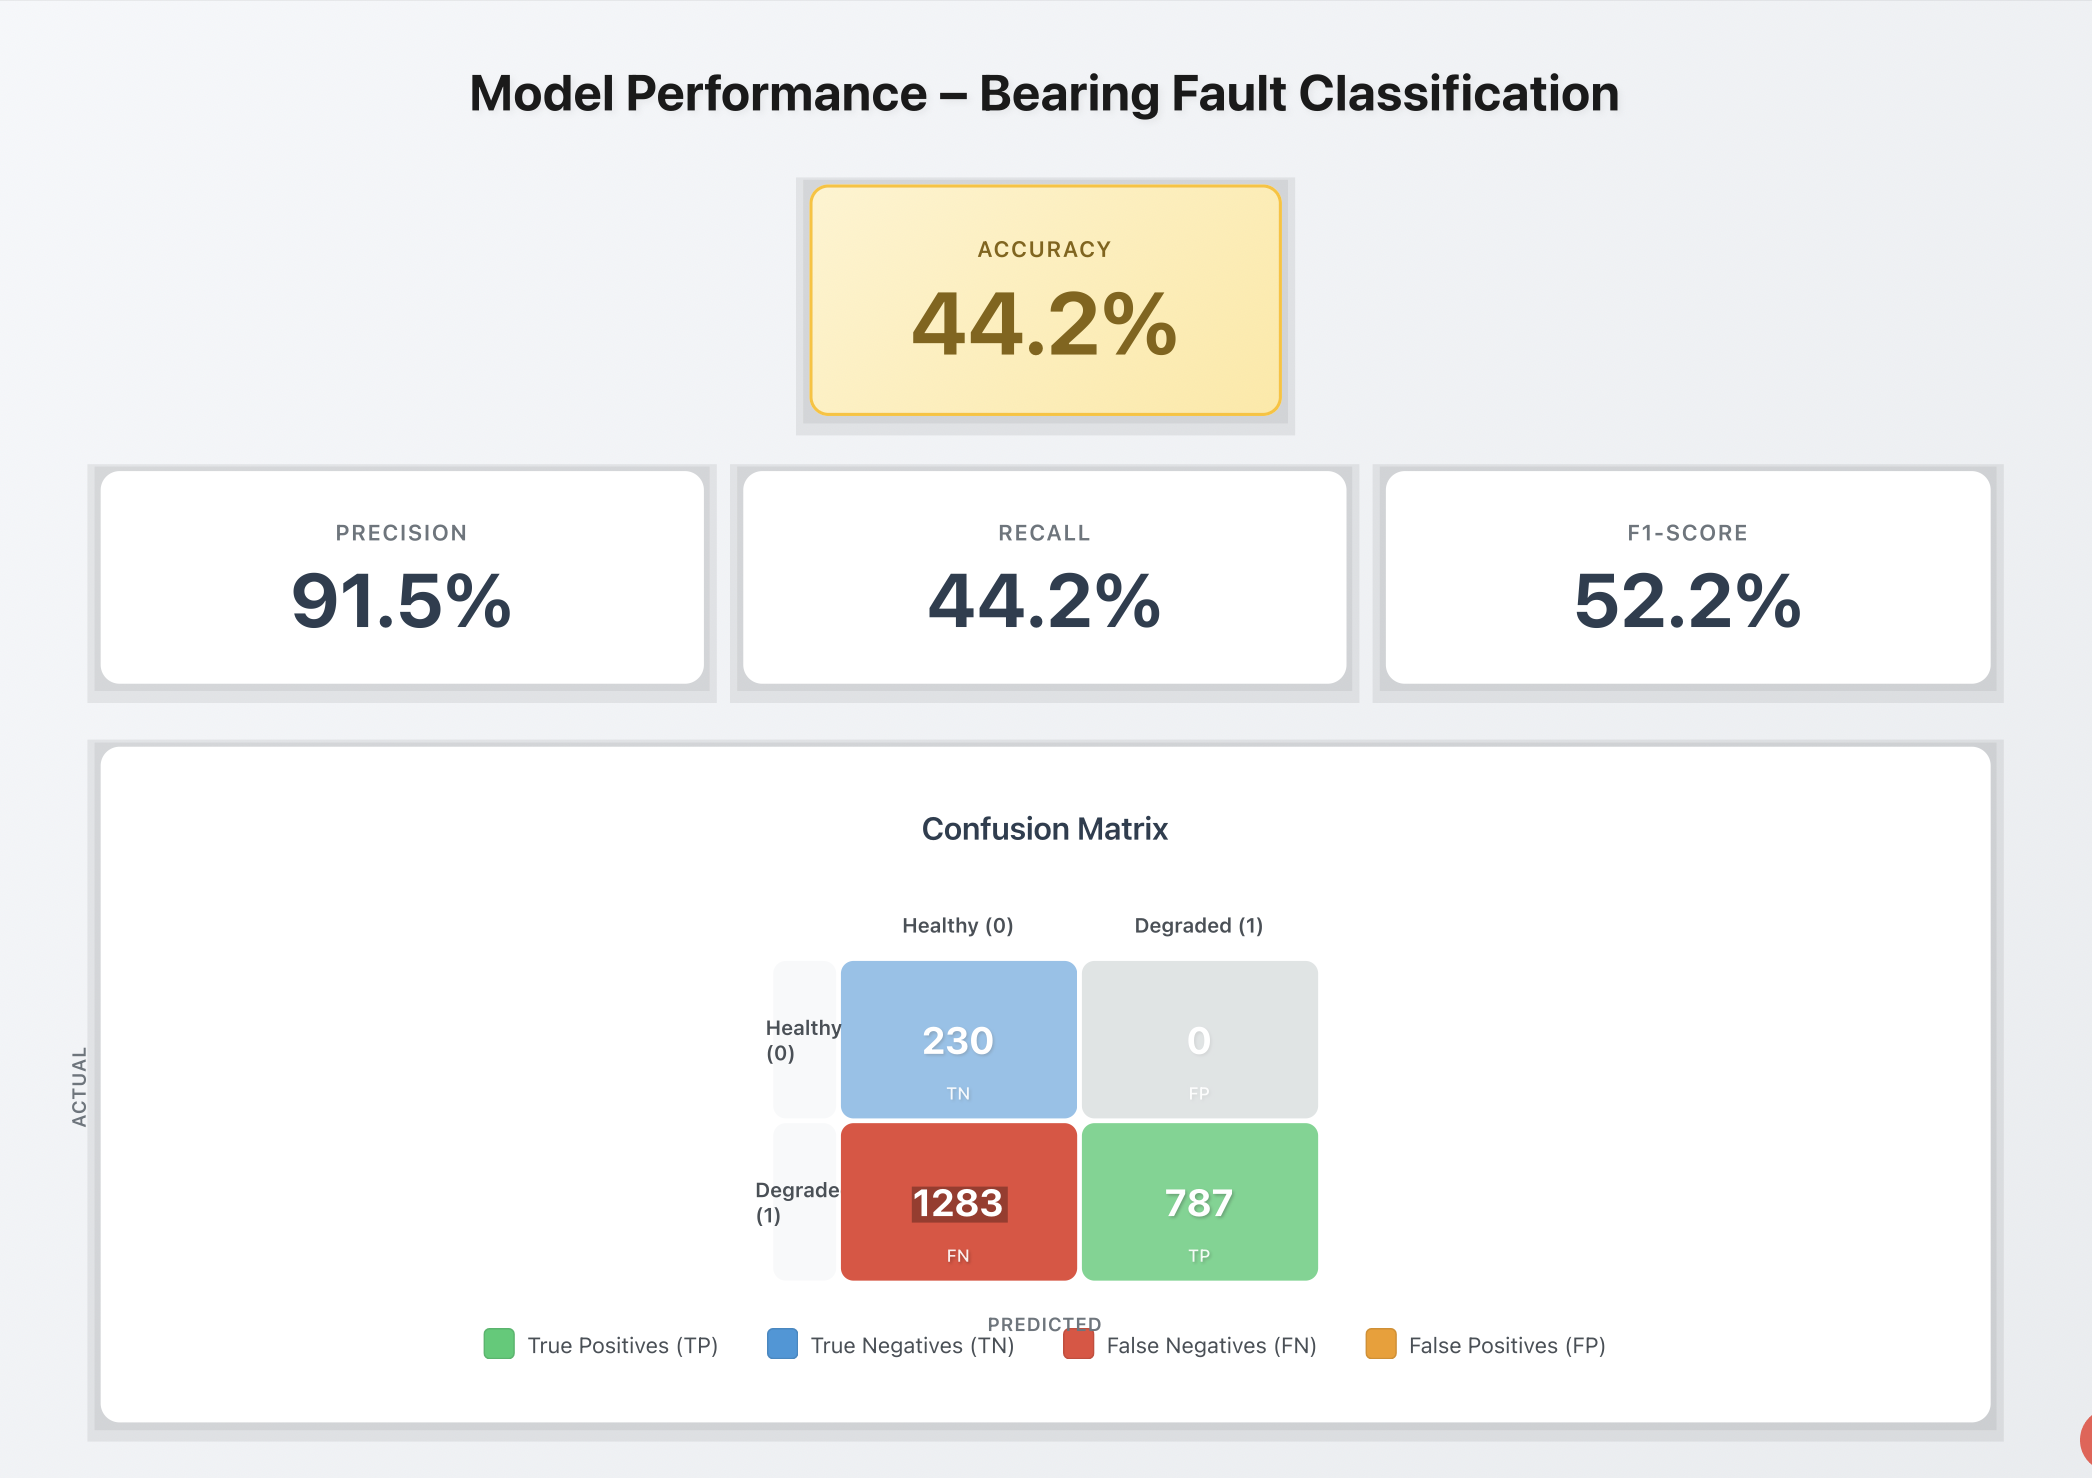 Model Performance – Bearing Fault Classification
ACCURACY
44.2%
PRECISION
91.5%
RECALL
44.2%
F1-SCORE
52.2%
Confusion Matrix
Healthy (0)
Degraded (1)
Healthy
(0)
230
TN
0
FP
ACTUAL
Degrade
(1)
1283
FN
787
TP
PREDICTED
True Positives (TP)
True Negatives (TN)
False Negatives (FN)
False Positives (FP)